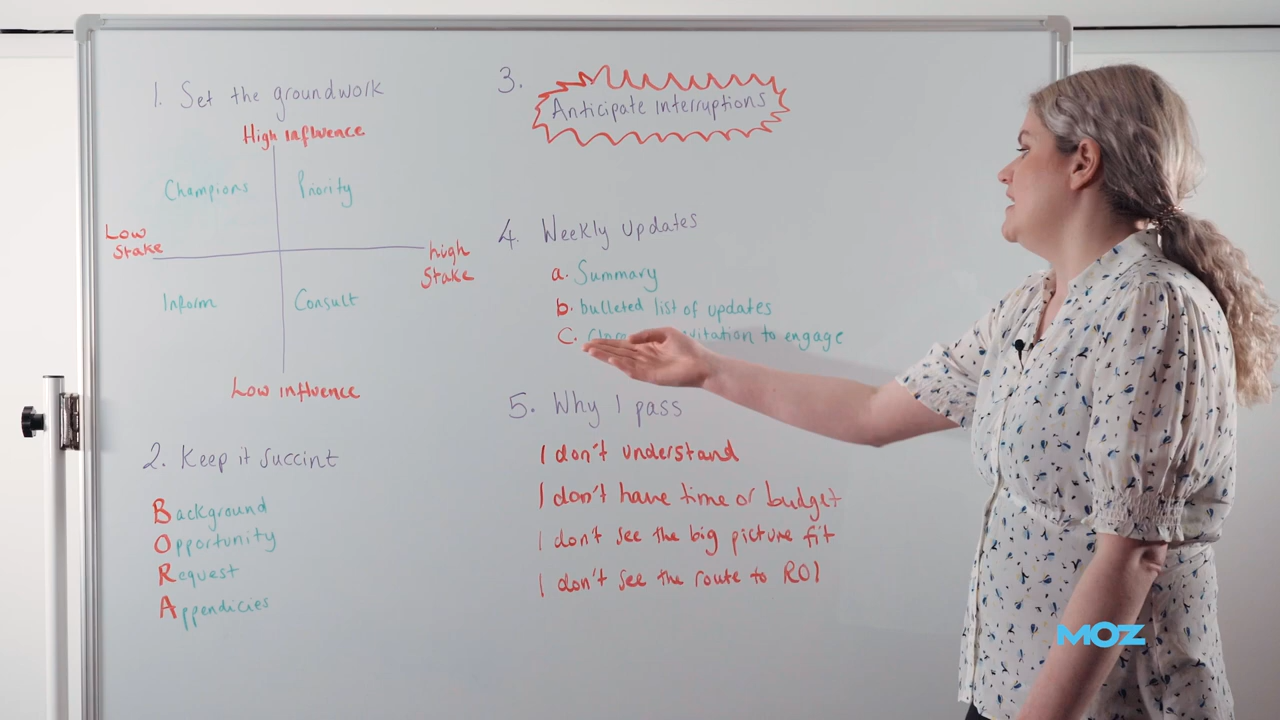 1. Set the groundwork
High influence
Champions
Priority
Low
Stake
high
Stake
Inform
Consult
Low influence
2. Keep it succint
Background
Opportunity
Request
Appendicies
3.
Anticipate interruptions
4. Weekly updates
a. Summary
b. bulleted list of updates
C. to engage
5. Why I pass
I don't understand
I don't have time or budget
I don't see the big picture fit
I don't see the route to ROI
MOZ